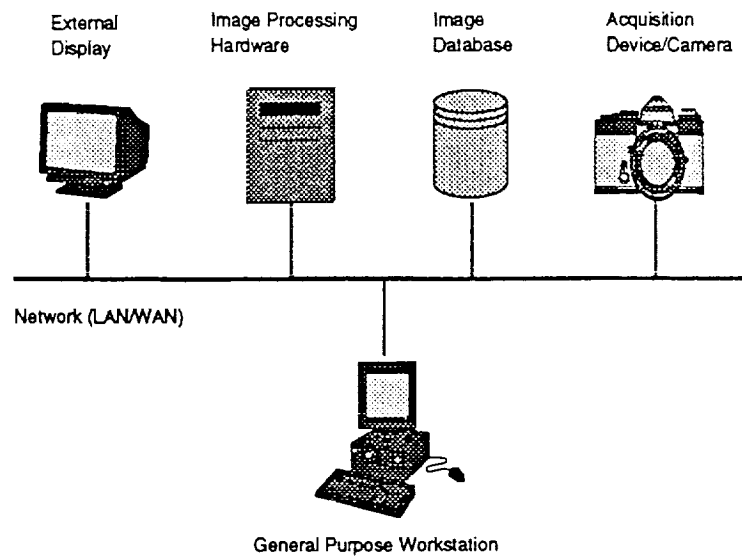 External
Display
Image Processing
Hardware
Image
Database
Acquisition
Device/Camera
Network (LAN/WAN)
General Purpose Workstation